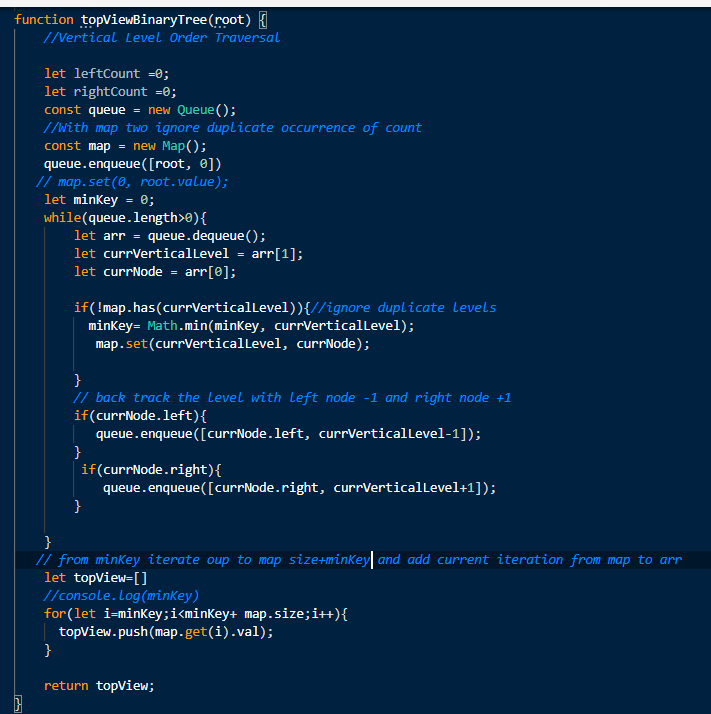 function topViewBinaryTree(root) {
//Vertical Level Order Traversal
let leftCount =0;
let rightCount =0;
const queue = new Queue();
//With map two ignore duplicate occurrence of count
const map = new Map();
queue.enqueue([root, 0])
// map.set(0, root.value);
let minKey = 0;
while(queue.length>0){
let arr = queue.dequeue();
let currVerticalLevel = arr[1];
let currNode = arr[0];
if(!map.has(currVerticalLevel)){//ignore duplicate levels
minKey= Math.min(minKey, currVerticalLevel);
map.set(currVerticalLevel, currNode);
}
// back track the level with left node -1 and right node +1
if(currNode.left){
queue.enqueue([currNode.left, currVerticalLevel-1]);
}
if(currNode.right){
queue.enqueue([currNode.right, currVerticalLevel+1]);
}
}
// from minKey iterate oup to map size+minKey and add current iteration from map to arr
let topView=[]
//console.log(minKey)
for(let i=minKey;i<minKey+ map.size;i++){
topView.push(map.get(i).val);
}
return topView;
}